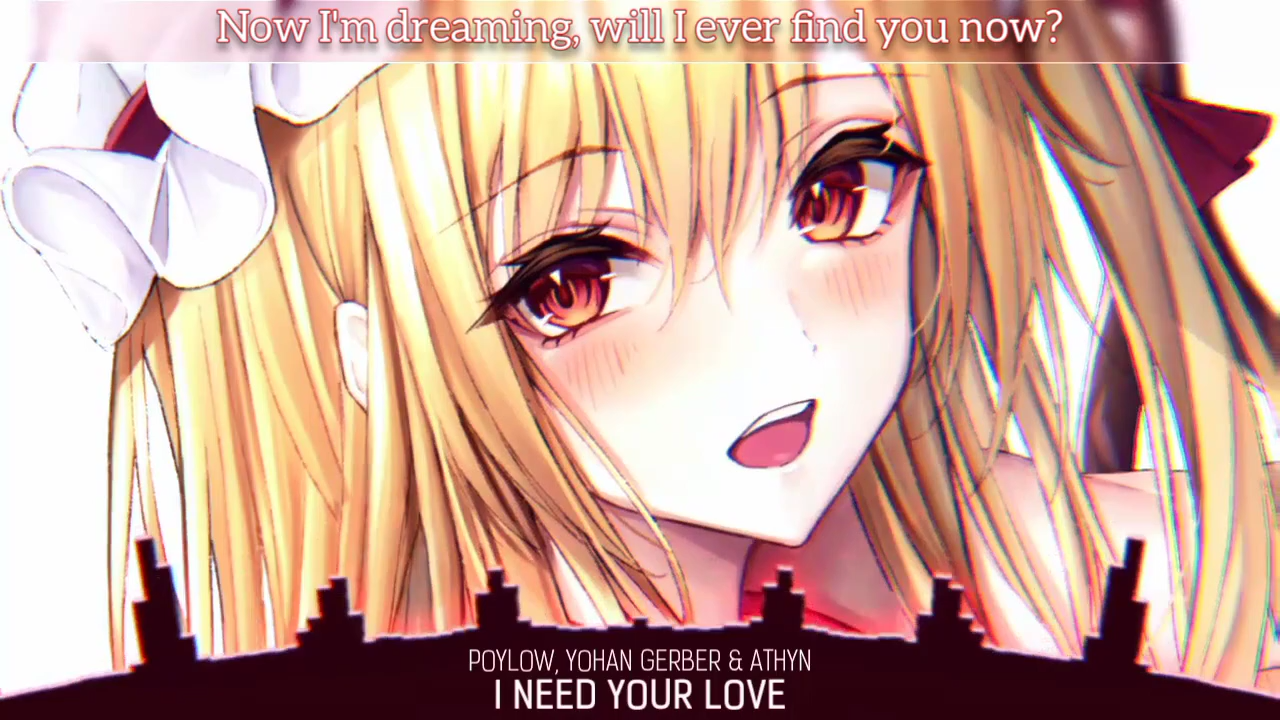 Now I'm dreaming, will I ever find you now?
POYLOW, YOHAN GERBER & ATHYN
I NEED YOUR LOVE